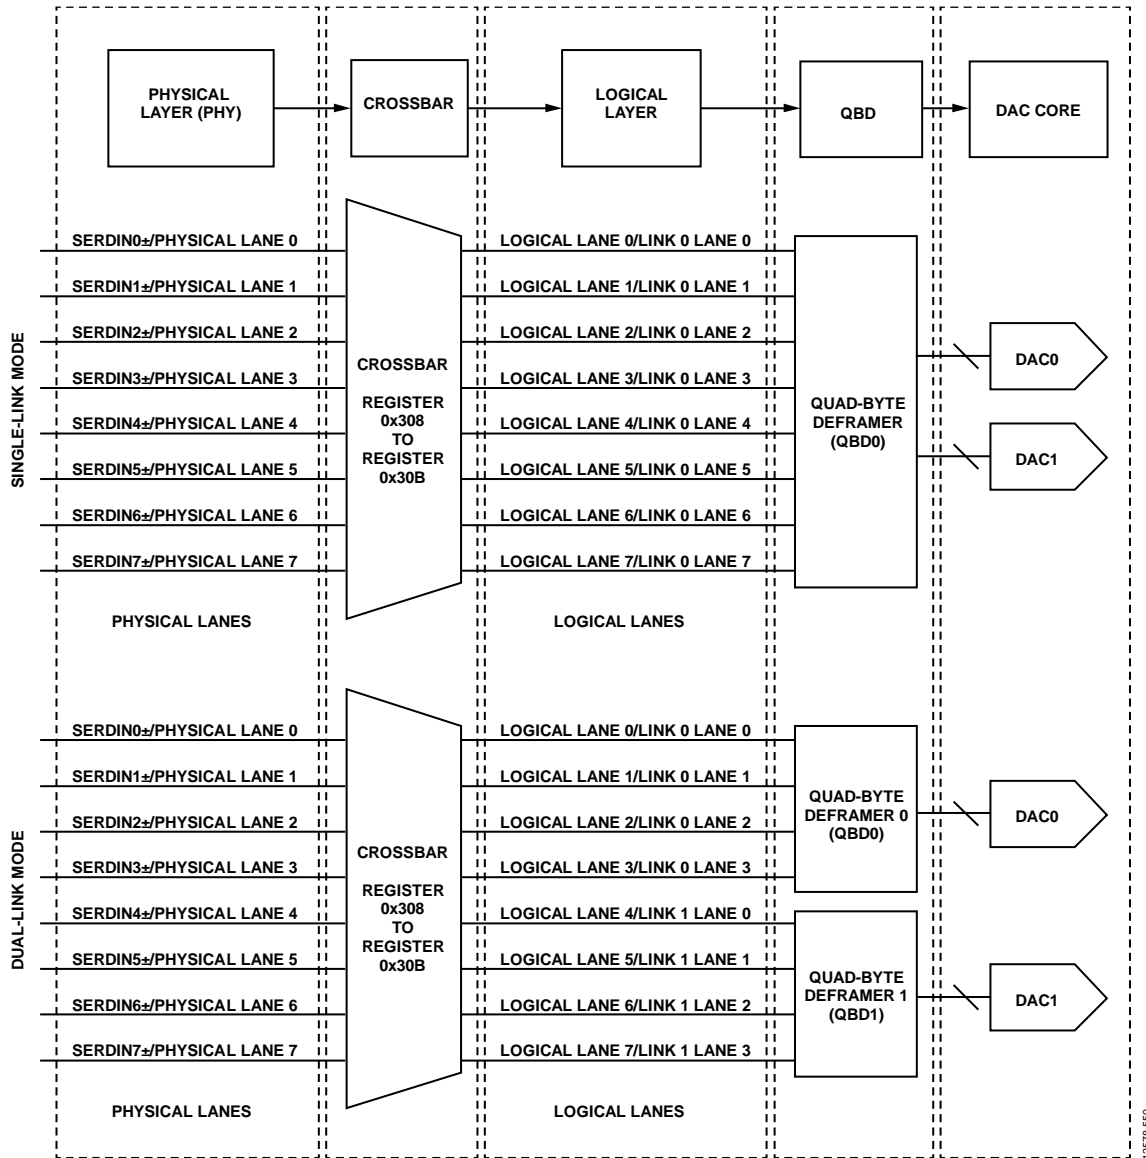 PHYSICAL
LAYER (PHY)
CROSSBAR
LOGICAL
LAYER
QBD
DAC CORE
SINGLE-LINK MODE
SERDIN0±/PHYSICAL LANE 0
SERDIN1±/PHYSICAL LANE 1
SERDIN2±/PHYSICAL LANE 2
SERDIN3±/PHYSICAL LANE 3
SERDIN4±/PHYSICAL LANE 4
SERDIN5±/PHYSICAL LANE 5
SERDIN6±/PHYSICAL LANE 6
SERDIN7±/PHYSICAL LANE 7
PHYSICAL LANES
CROSSBAR
REGISTER
0x308
TO
REGISTER
0x30B
LOGICAL LANE 0/LINK 0 LANE 0
LOGICAL LANE 1/LINK 0 LANE 1
LOGICAL LANE 2/LINK 0 LANE 2
LOGICAL LANE 3/LINK 0 LANE 3
LOGICAL LANE 4/LINK 0 LANE 4
LOGICAL LANE 5/LINK 0 LANE 5
LOGICAL LANE 6/LINK 0 LANE 6
LOGICAL LANE 7/LINK 0 LANE 7
LOGICAL LANES
QUAD-BYTE
DEFRAMER
(QBD0)
DAC0
DAC1
DUAL-LINK MODE
SERDIN0±/PHYSICAL LANE 0
SERDIN1±/PHYSICAL LANE 1
SERDIN2±/PHYSICAL LANE 2
SERDIN3±/PHYSICAL LANE 3
SERDIN4±/PHYSICAL LANE 4
SERDIN5±/PHYSICAL LANE 5
SERDIN6±/PHYSICAL LANE 6
SERDIN7±/PHYSICAL LANE 7
PHYSICAL LANES
CROSSBAR
REGISTER
0x308
TO
REGISTER
0x30B
LOGICAL LANE 0/LINK 0 LANE 0
LOGICAL LANE 1/LINK 0 LANE 1
LOGICAL LANE 2/LINK 0 LANE 2
LOGICAL LANE 3/LINK 0 LANE 3
LOGICAL LANE 4/LINK 1 LANE 0
LOGICAL LANE 5/LINK 1 LANE 1
LOGICAL LANE 6/LINK 1 LANE 2
LOGICAL LANE 7/LINK 1 LANE 3
LOGICAL LANES
QUAD-BYTE
DEFRAMER 0
(QBD0)
QUAD-BYTE
DEFRAMER 1
(QBD1)
DAC0
DAC1